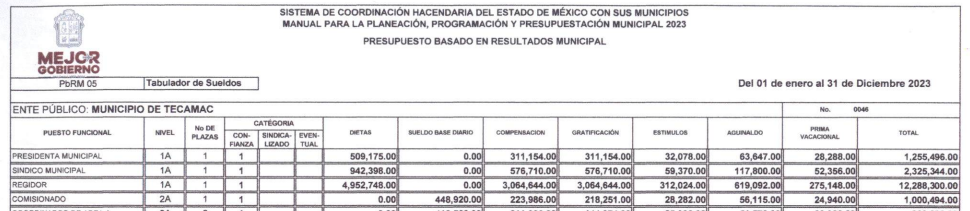 SISTEMA DE COORDINACIÓN HACENDARIA DEL ESTADO DE MÉXICO CON SUS MUNICIPIOS
MANUAL PARA LA PLANEACIÓN, PROGRAMACIÓN Y PRESUPUESTACIÓN MUNICIPAL 2023
PRESUPUESTO BASADO EN RESULTADOS MUNICIPAL
MEJOR
GOBIERNO
PbRM 05 Tabulador de Sueldos Del 01 de enero al 31 de Diciembre 2023
ENTE PÚBLICO: MUNICIPIO DE TECAMAC No. 0046
PUESTO FUNCIONAL NIVEL No DE PLAZAS CATÉGORIA CON-FIANZA SINDICA-LIZADO EVEN-TUAL DIETAS SUELDO BASE DIARIO COMPENSACION GRATIFICACIÓN ESTIMULOS AGUINALDO PRIMA VACACIONAL TOTAL
PRESIDENTA MUNICIPAL 1A 1 1 509,175.00 0.00 311,154.00 311,154.00 32,078.00 63,647.00 28,288.00 1,255,496.00
SINDICO MUNICIPAL 1A 1 1 942,398.00 0.00 576,710.00 576,710.00 59,370.00 117,800.00 52,356.00 2,325,344.00
REGIDOR 1A 1 1 4,952,748.00 0.00 3,064,644.00 3,064,644.00 312,024.00 619,092.00 275,148.00 12,288,300.00
COMISIONADO 2A 1 1 0.00 448,920.00 223,986.00 218,251.00 28,282.00 56,115.00 24,940.00 1,000,494.00